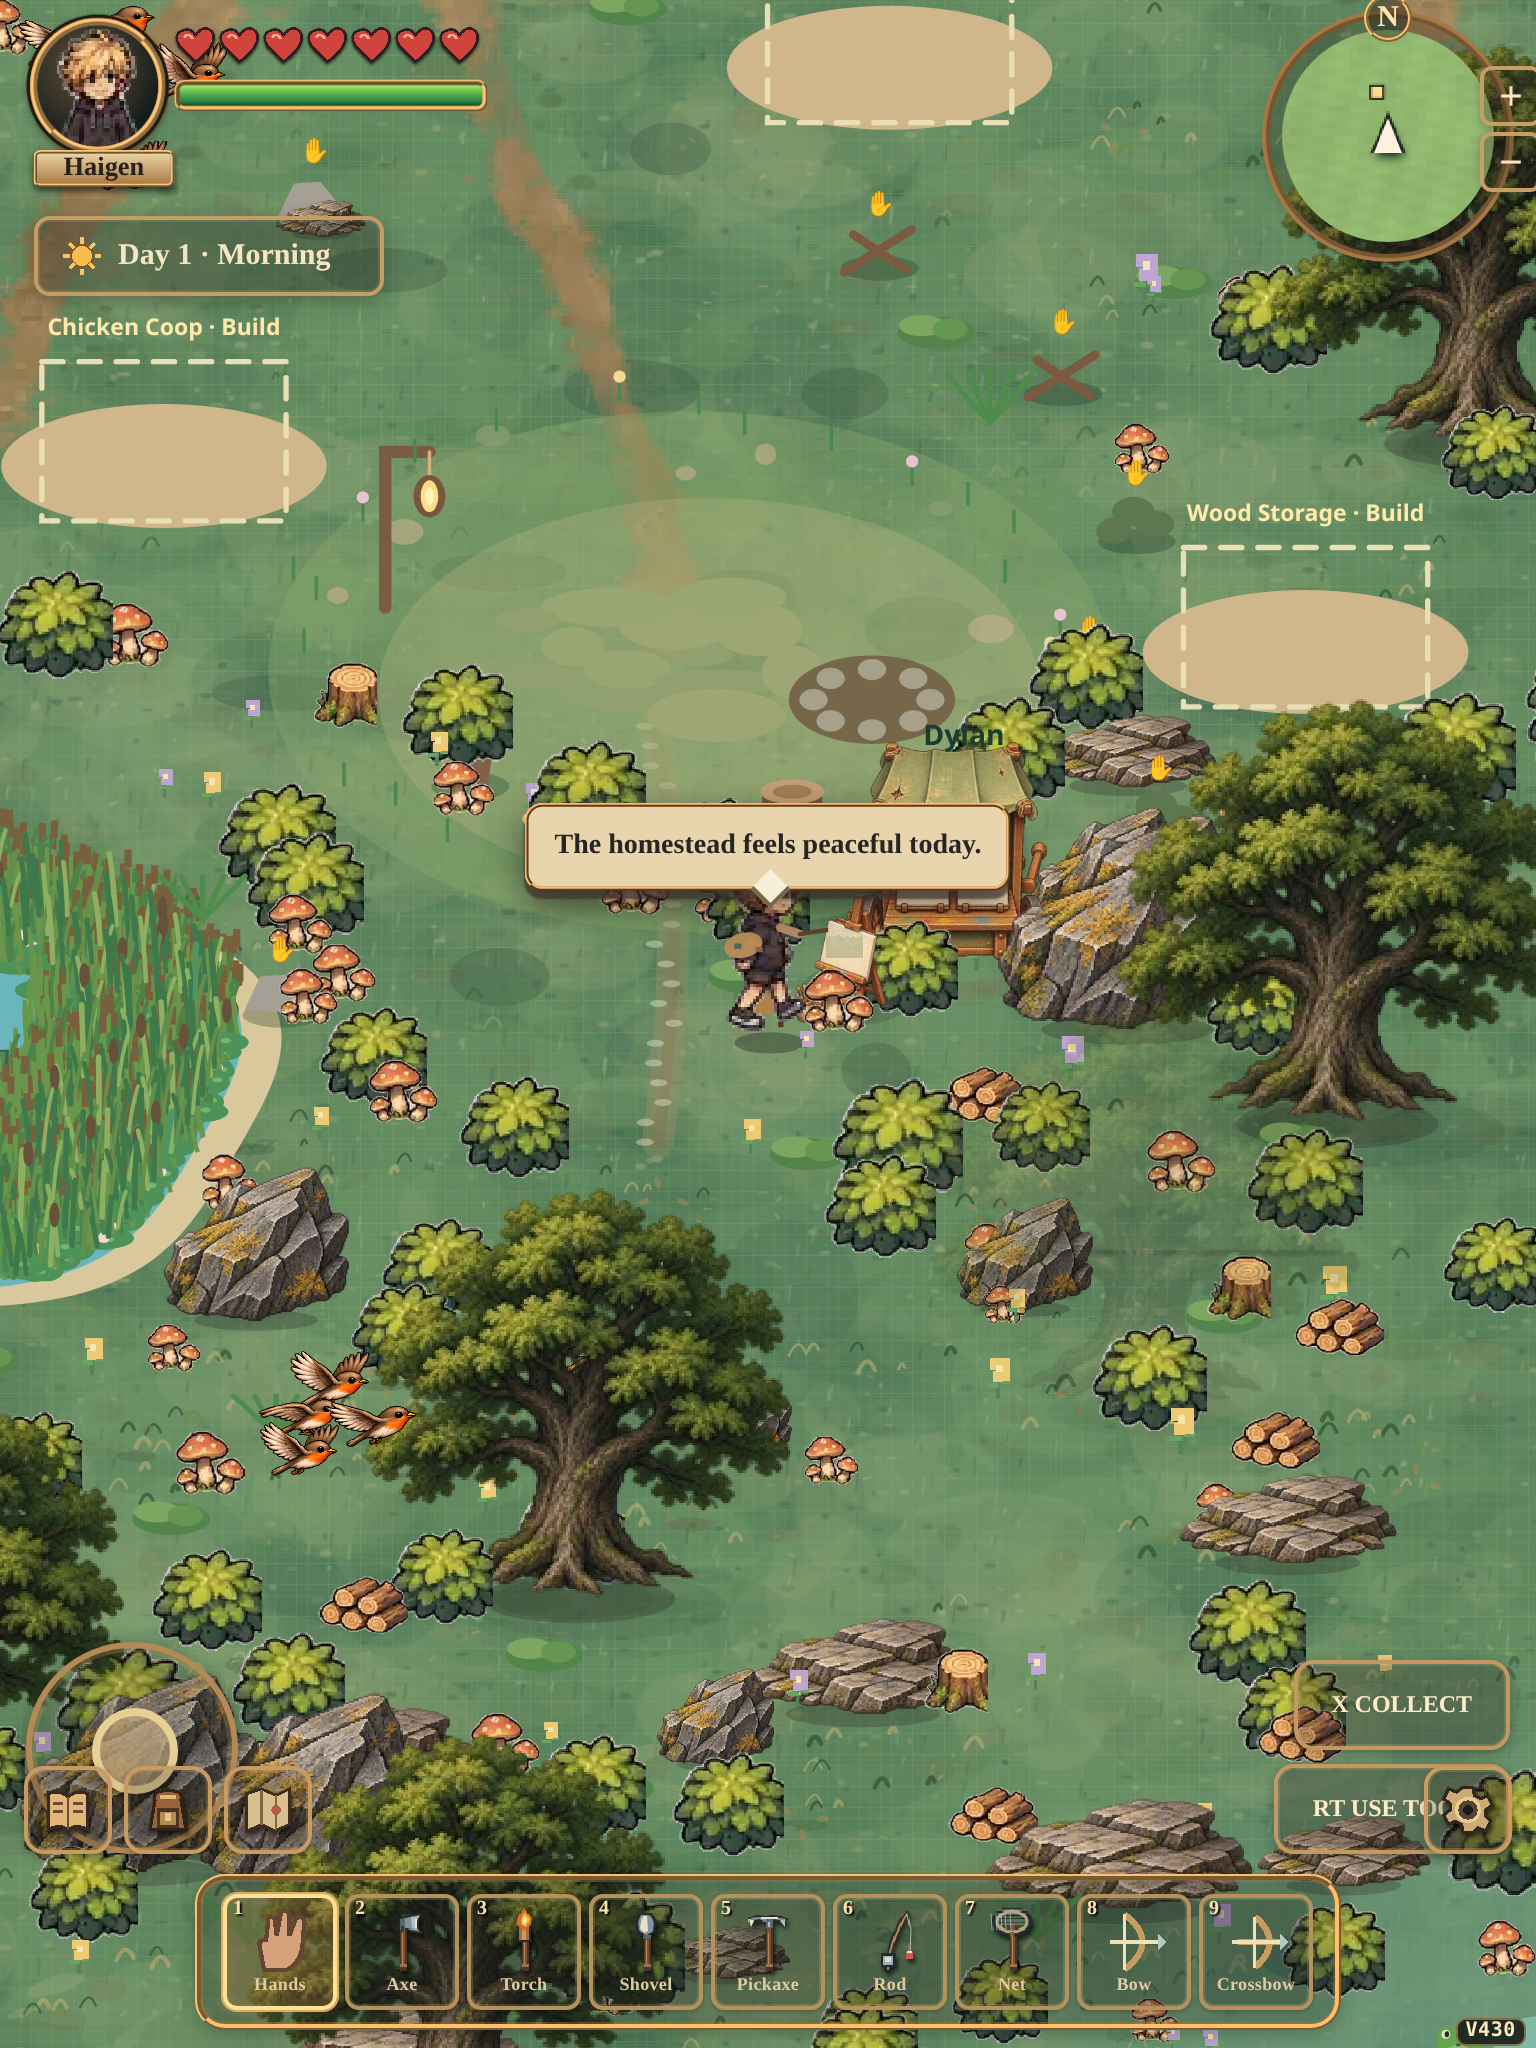 N
+
−
Haigen
Day 1 · Morning
Chicken Coop · Build
Wood Storage · Build
Dylan
The homestead feels peaceful today.
X COLLECT
RT USE TOO
1 Hands
2 Axe
3 Torch
4 Shovel
5 Pickaxe
6 Rod
7 Net
8 Bow
9 Crossbow
V430